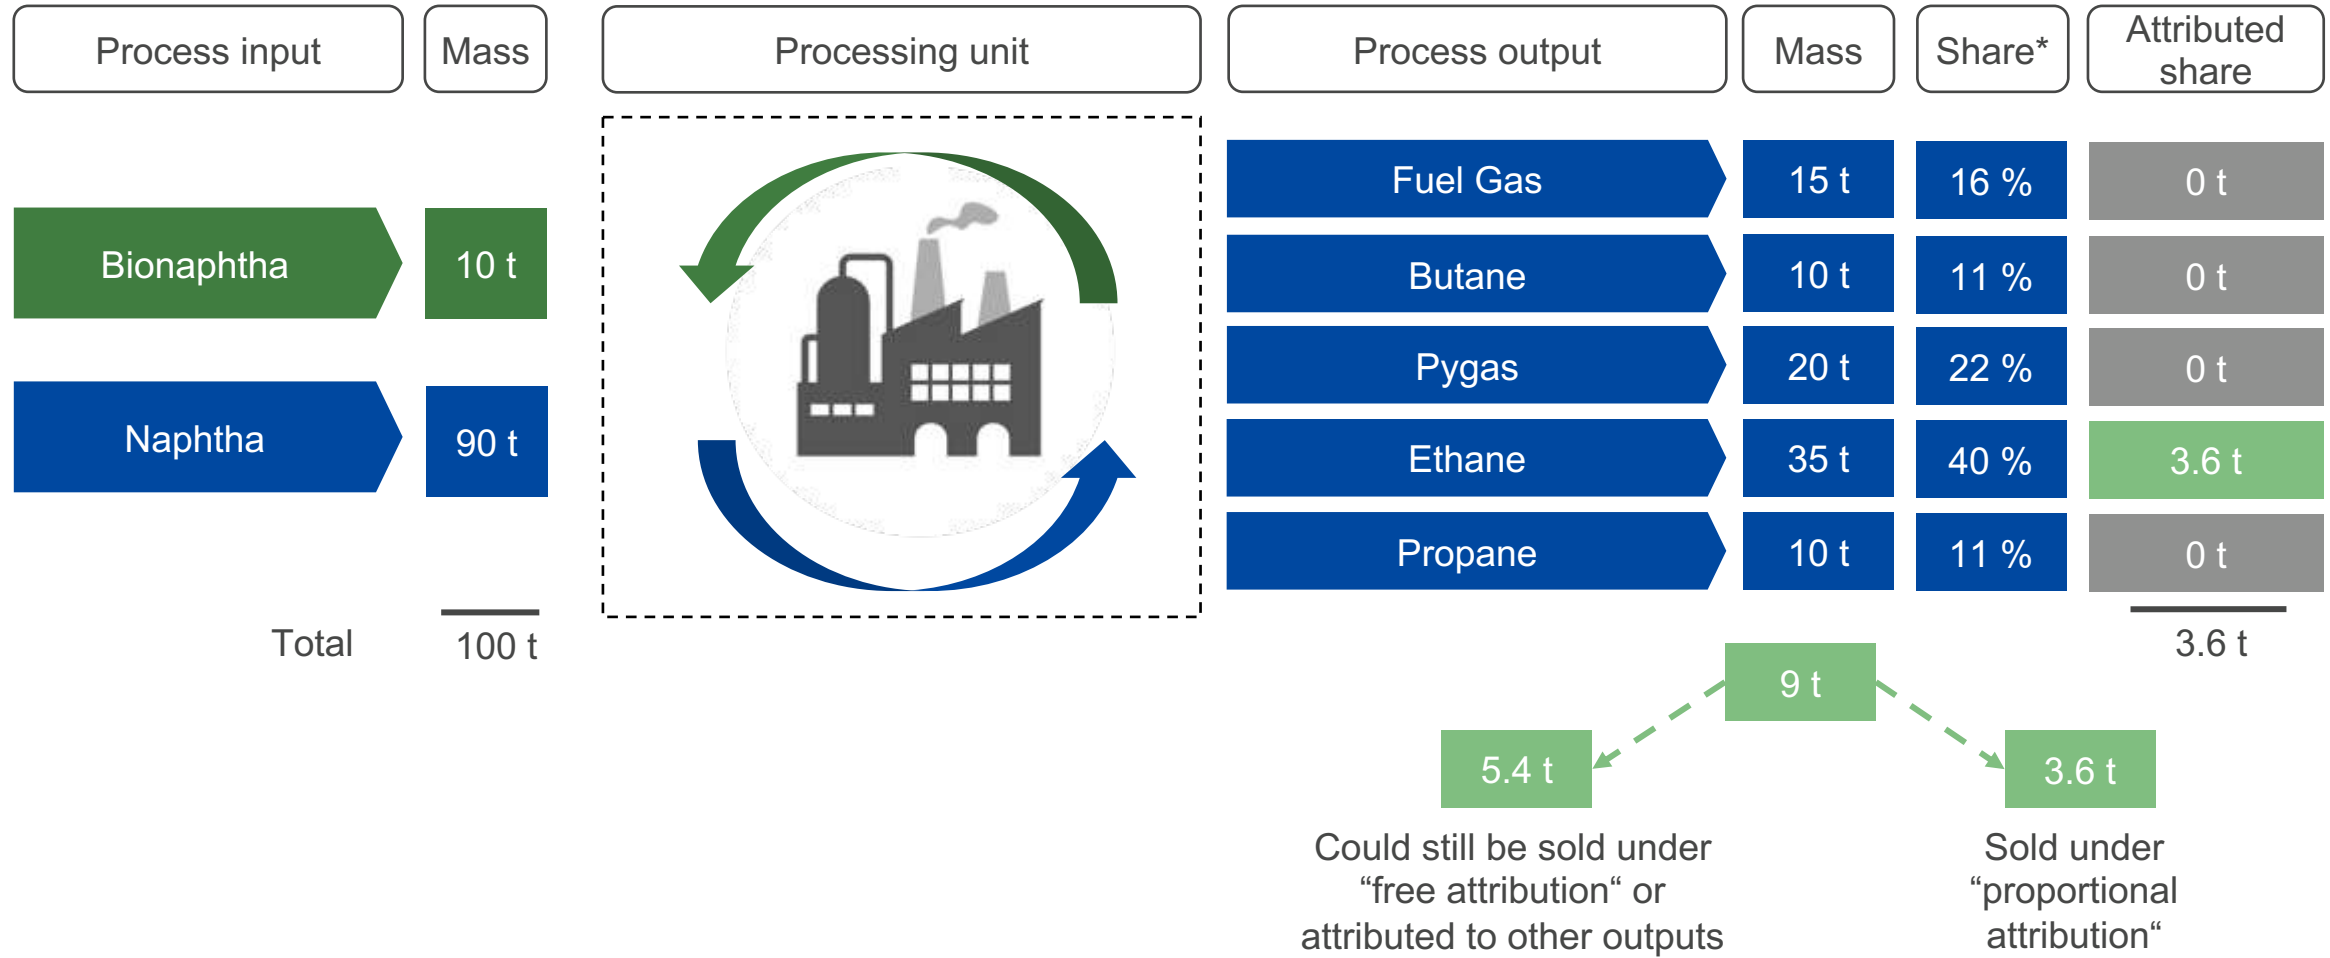 Process input
Mass
Processing unit
Process output
Mass
Share*
Attributed
share
Bionaphtha
10 t
Naphtha
90 t
Total
100 t
Fuel Gas
15 t
16 %
0 t
Butane
10 t
11 %
0 t
Pygas
20 t
22 %
0 t
Ethane
35 t
40 %
3.6 t
Propane
10 t
11 %
0 t
3.6 t
9 t
5.4 t
3.6 t
Could still be sold under
“free attribution“ or
attributed to other outputs
Sold under
“proportional
attribution“